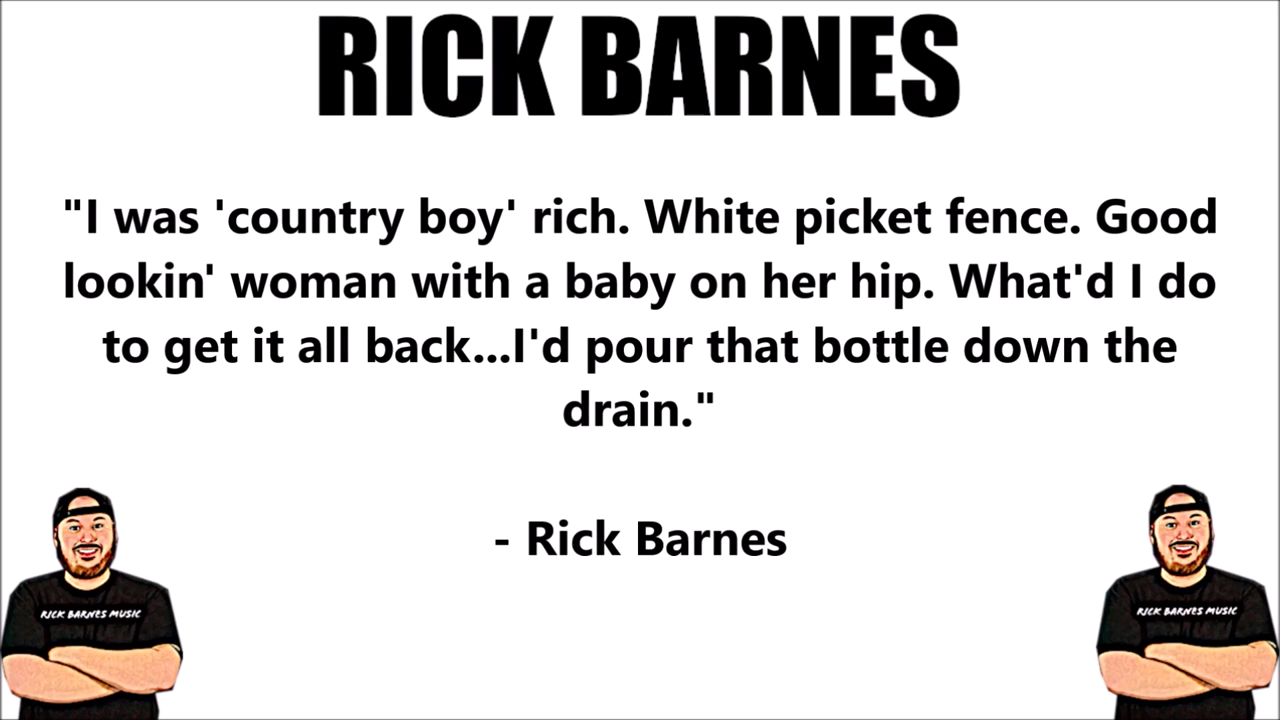 RICK BARNES
"I was 'country boy' rich. White picket fence. Good
lookin' woman with a baby on her hip. What'd I do
to get it all back...I'd pour that bottle down the
drain."
- Rick Barnes
RICK BARNES MUSIC
RICK BARNES MUSIC